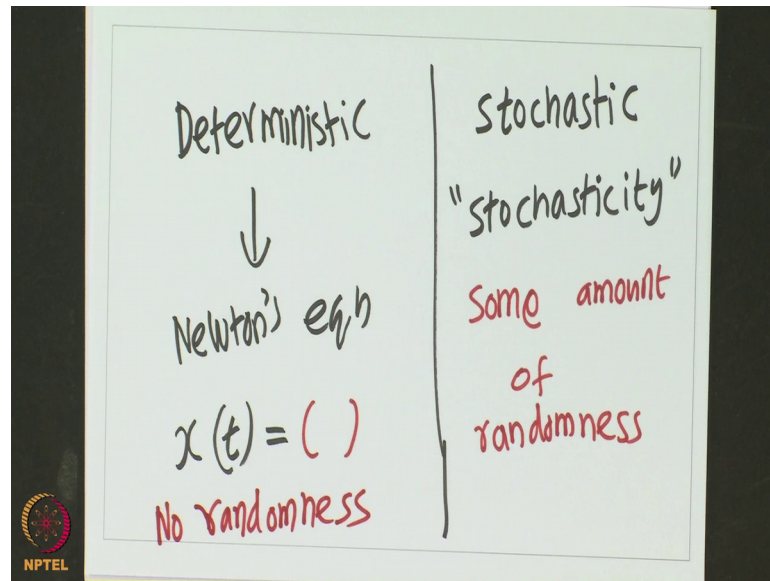 Deterministic
↓
Newton's eqn
x(t) = ( )
No randomness
stochastic
"stochasticity"
Some amount
of
randomness
NPTEL